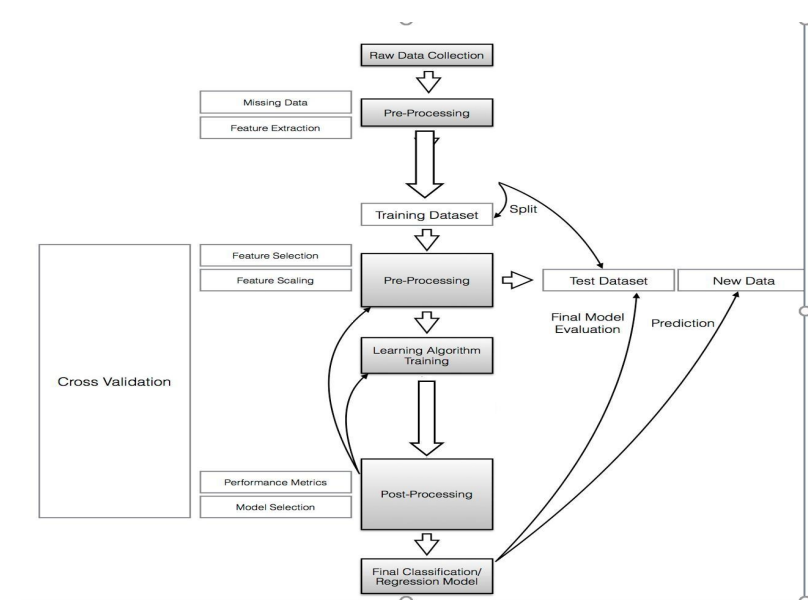 Raw Data Collection
Missing Data
Pre-Processing
Feature Extraction
Training Dataset
Split
Feature Selection
Feature Scaling
Pre-Processing
Test Dataset
New Data
Final Model
Evaluation
Prediction
Learning Algorithm
Training
Cross Validation
Performance Metrics
Model Selection
Post-Processing
Final Classification/
Regression Model